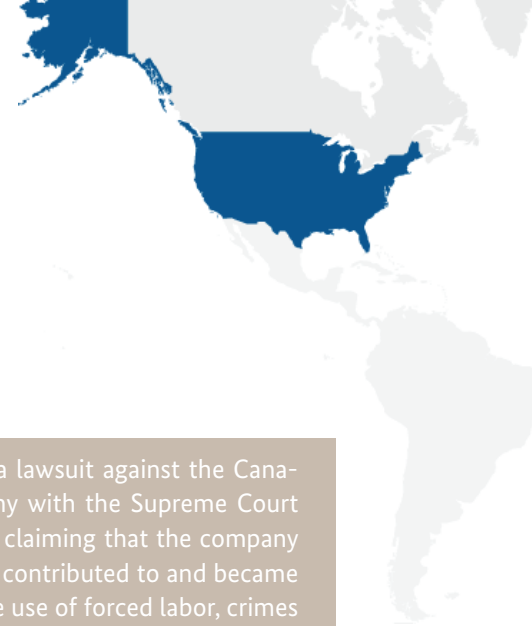 a lawsuit against the Cana-
ny with the Supreme Court
claiming that the company
contributed to and became
e use of forced labor, crimes